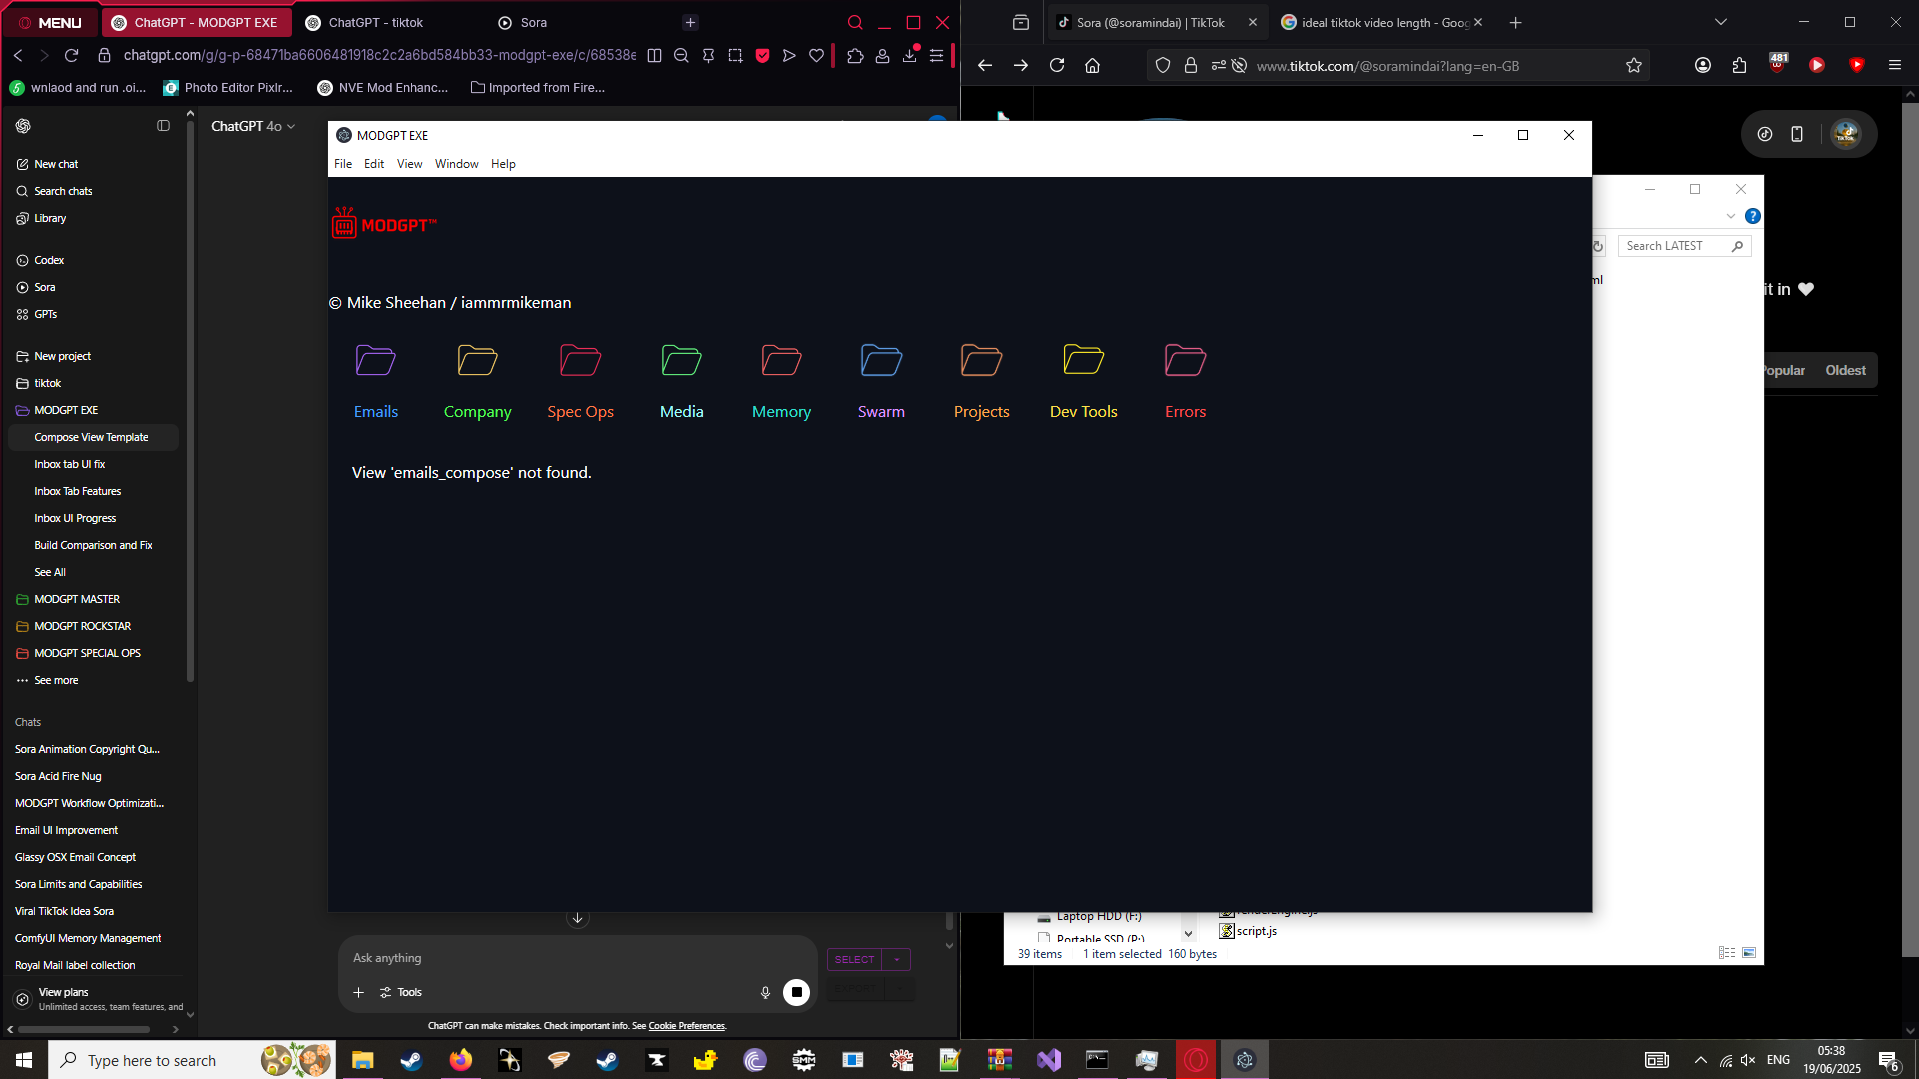 MENU
ChatGPT - MODGPT EXE
ChatGPT - tiktok
Sora
chatgpt.com/g/g-p-68471ba6606481918c2c2a6bd584bb33-modgpt-exe/c/68538e
wnlaod and run .oi...
Photo Editor Pixlr...
NVE Mod Enhanc...
Imported from Fire...
Sora (@soramindai) | TikTok
ideal tiktok video length - Goog
www.tiktok.com/@soramindai?lang=en-GB
481
ChatGPT 4o
New chat
Search chats
Library
Codex
Sora
GPTs
New project
tiktok
MODGPT EXE
Compose View Template
Inbox tab UI fix
Inbox Tab Features
Inbox UI Progress
Build Comparison and Fix
See All
MODGPT MASTER
MODGPT ROCKSTAR
MODGPT SPECIAL OPS
See more
Chats
Sora Animation Copyright Qu...
Sora Acid Fire Nug
MODGPT Workflow Optimizati...
Email UI Improvement
Glassy OSX Email Concept
Sora Limits and Capabilities
Viral TikTok Idea Sora
ComfyUI Memory Management
Royal Mail label collection
View plans
Unlimited access, team features, and
MODGPT EXE
File Edit View Window Help
MODGPT™
© Mike Sheehan / iammrmikeman
Emails Company Spec Ops Media Memory Swarm Projects Dev Tools Errors
View 'emails_compose' not found.
Search LATEST
ml
it in
Popular Oldest
Laptop HDD (F:)
Portable SSD (P:)
renderEngine.js
script.js
39 items 1 item selected 160 bytes
Ask anything
Tools
SELECT
EXPORT
ChatGPT can make mistakes. Check important info. See Cookie Preferences.
Type here to search
SMM
ENG
05:38
19/06/2025
6